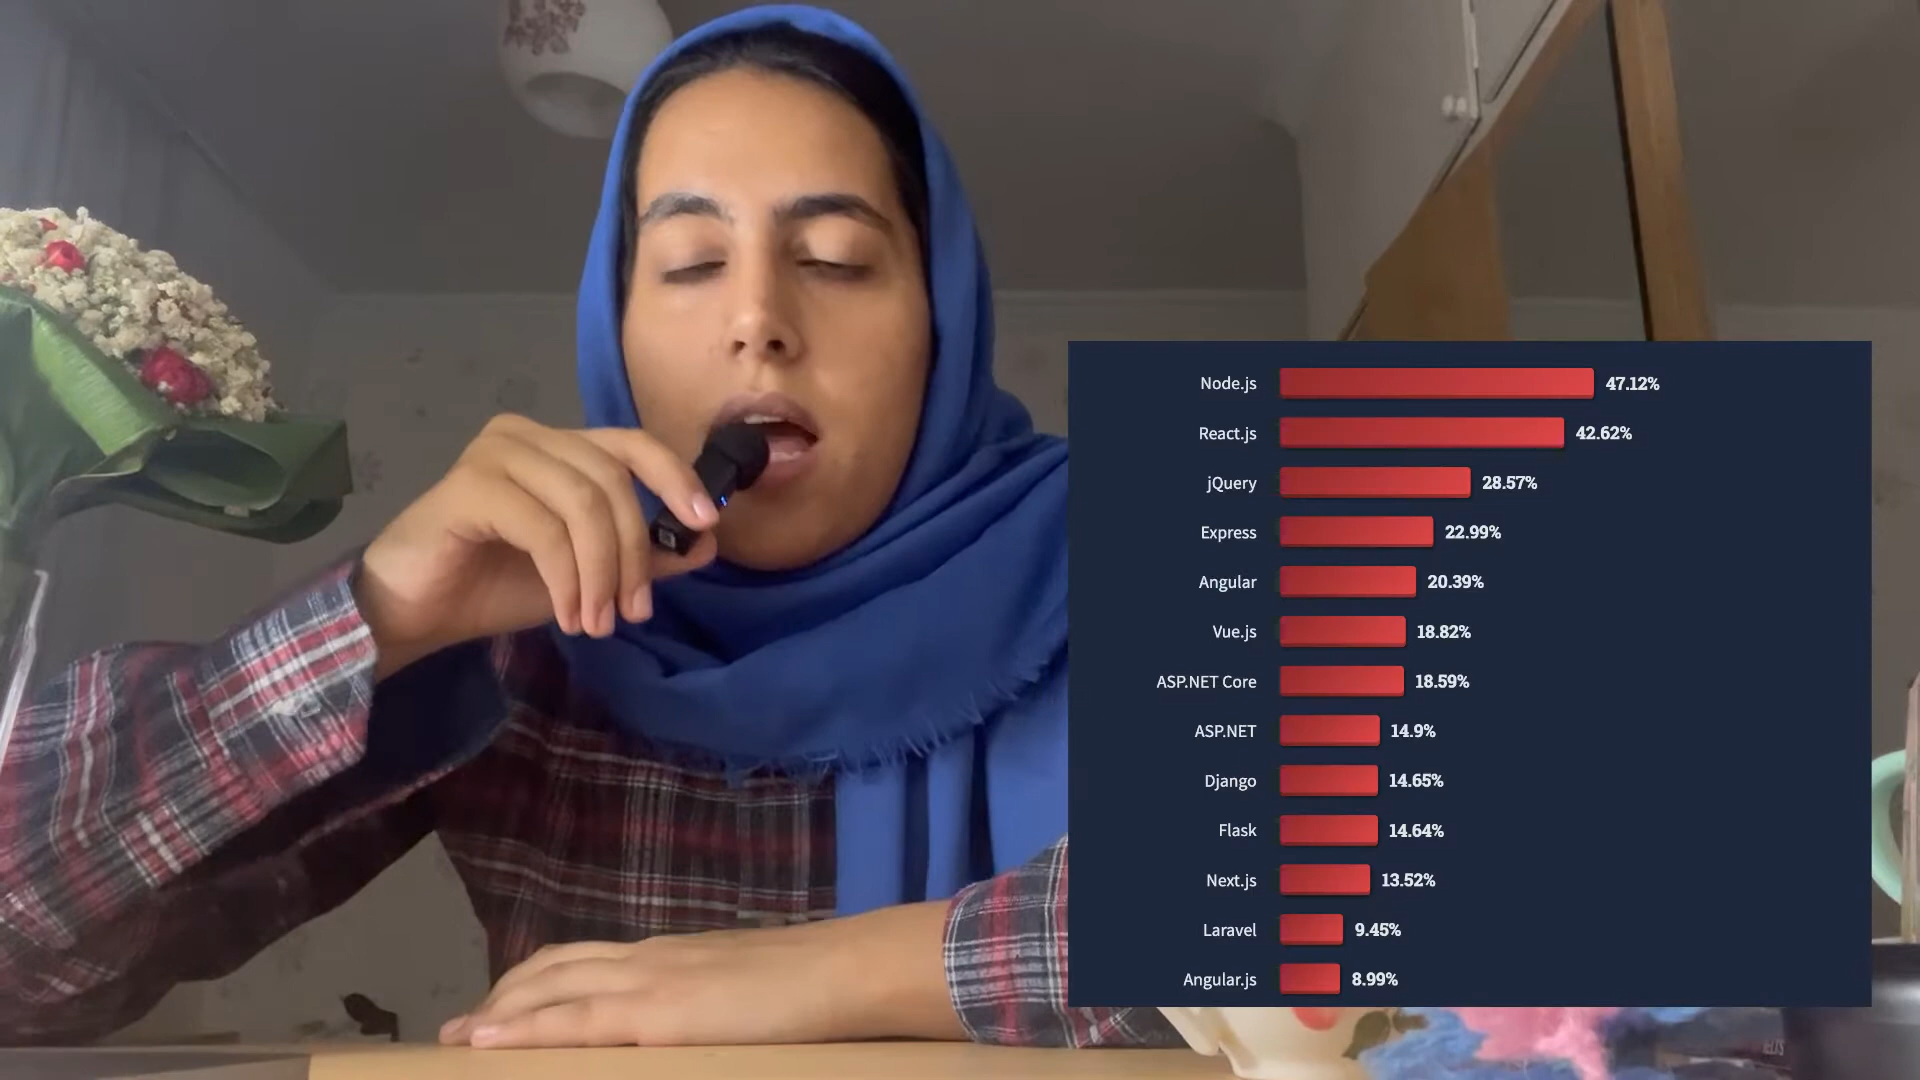 Node.js 47.12%
React.js 42.62%
jQuery 28.57%
Express 22.99%
Angular 20.39%
Vue.js 18.82%
ASP.NET Core 18.59%
ASP.NET 14.9%
Django 14.65%
Flask 14.64%
Next.js 13.52%
Laravel 9.45%
Angular.js 8.99%